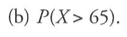 (b) P(X > 65).